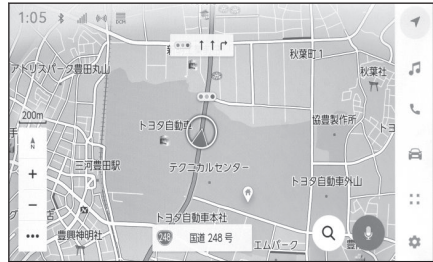 1:05
DCM
秋葉町1
アトリスパーク豊田丸山
秋葉社
200m
協豊製作所
トヨタ自動車
N
三河豊田駅
テクニカルセンター
トヨタ自動車外山
トヨタ自動車本社
248
国道 248 号
豊興神明社
エムパーク